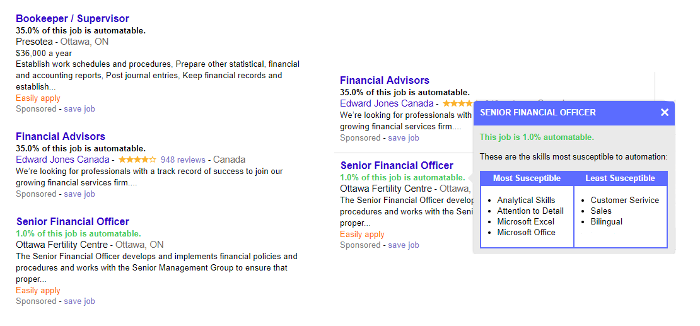 Bookeeper / Supervisor
35.0% of this job is automatable.
Presotea - Ottawa, ON
$36,000 a year
Establish work schedules and procedures, Prepare other statistical, financial
and accounting reports, Post journal entries, Keep financial records and
establish...
Easily apply
Sponsored - save job
Financial Advisors
35.0% of this job is automatable.
Edward Jones Canada - 948 reviews - Canada
We're looking for professionals with a track record of success to join our
growing financial services firm....
Sponsored - save job
Senior Financial Officer
1.0% of this job is automatable.
Ottawa Fertility Centre - Ottawa, ON
The Senior Financial Officer develops and implements financial policies and
procedures and works with the Senior Management Group to ensure that
proper...
Easily apply
Sponsored - save job
Financial Advisors
35.0% of this job is automatable.
Edward Jones Canada -
We're looking for professionals with
growing financial services firm....
Sponsored - save job
Senior Financial Officer
1.0% of this job is automatable.
Ottawa Fertility Centre - Ottawa,
The Senior Financial Officer develo
procedures and works with the Seni
proper...
Easily apply
Sponsored - save job
SENIOR FINANCIAL OFFICER
This job is 1.0% automatable.
These are the skills most susceptible to automation:
Most Susceptible Least Susceptible
Analytical Skills
Attention to Detail
Microsoft Excel
Microsoft Office
Customer Serivice
Sales
Bilingual